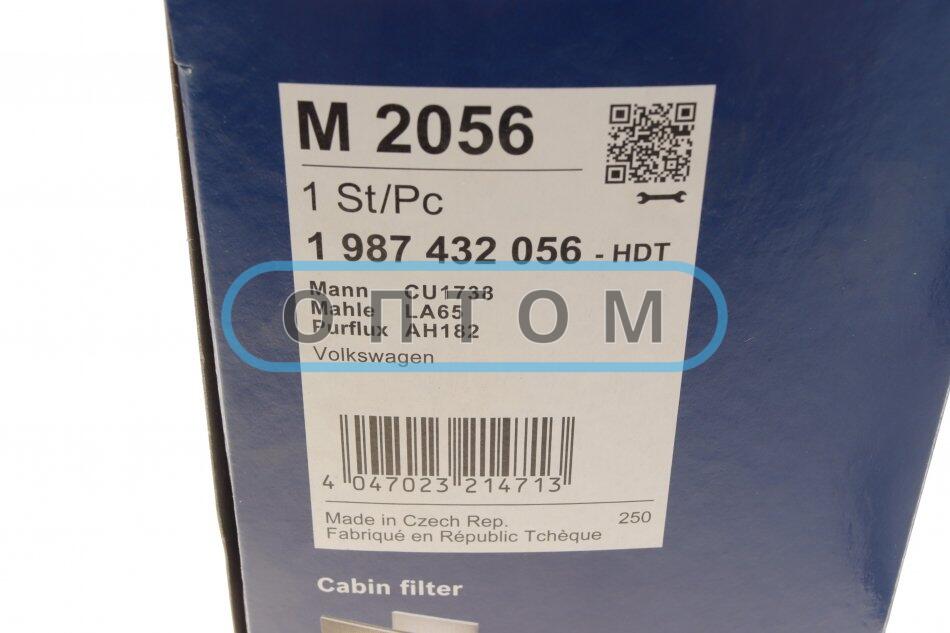 M 2056
1 St/Pc
1 987 432 056 - HDT
Mann CU1738
Mahle LA65
Purflux AH182
ОПТОМ
Volkswagen
4 047023 214713
Made in Czech Rep. 250
Fabriqué en Républic Tchèque
Cabin filter